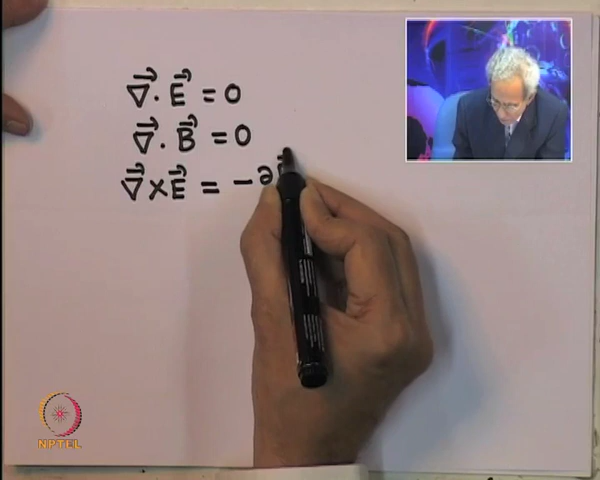 ∇⃗ · E⃗ = 0
∇⃗ · B⃗ = 0
∇⃗ × E⃗ = - ∂
NPTEL